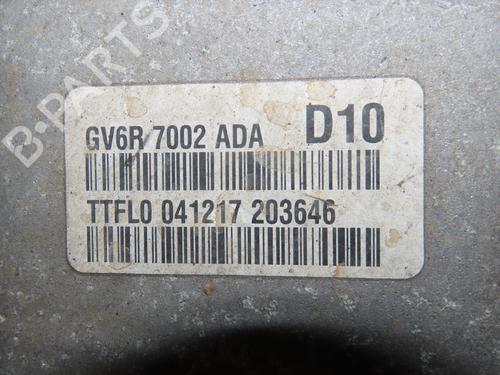 B-PARTS
GV6R 7002 ADA D10
TTFL0 041217 203646